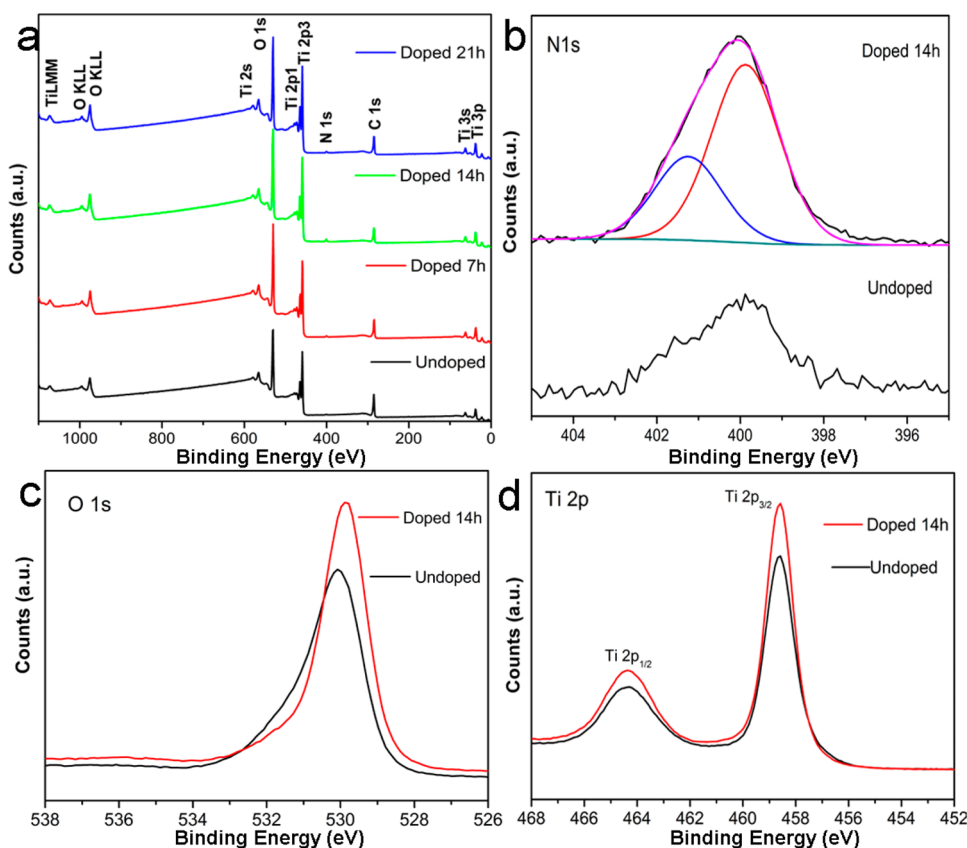 a
Doped 21h
Doped 14h
Doped 7h
Undoped
TiLMM
O KLL
O KLL
Ti 2s
O 1s
Ti 2p1
Ti 2p3
N 1s
C 1s
Ti 3s
Ti 3p
Counts (a.u.)
1000 800 600 400 200 0
Binding Energy (eV)
b
N1s
Doped 14h
Undoped
Counts (a.u.)
404 402 400 398 396
Binding Energy (eV)
c
O 1s
Doped 14h
Undoped
Counts (a.u.)
538 536 534 532 530 528 526
Binding Energy (eV)
d
Ti 2p
Ti 2p3/2
Ti 2p1/2
Doped 14h
Undoped
Counts (a.u.)
468 466 464 462 460 458 456 454 452
Binding Energy (eV)